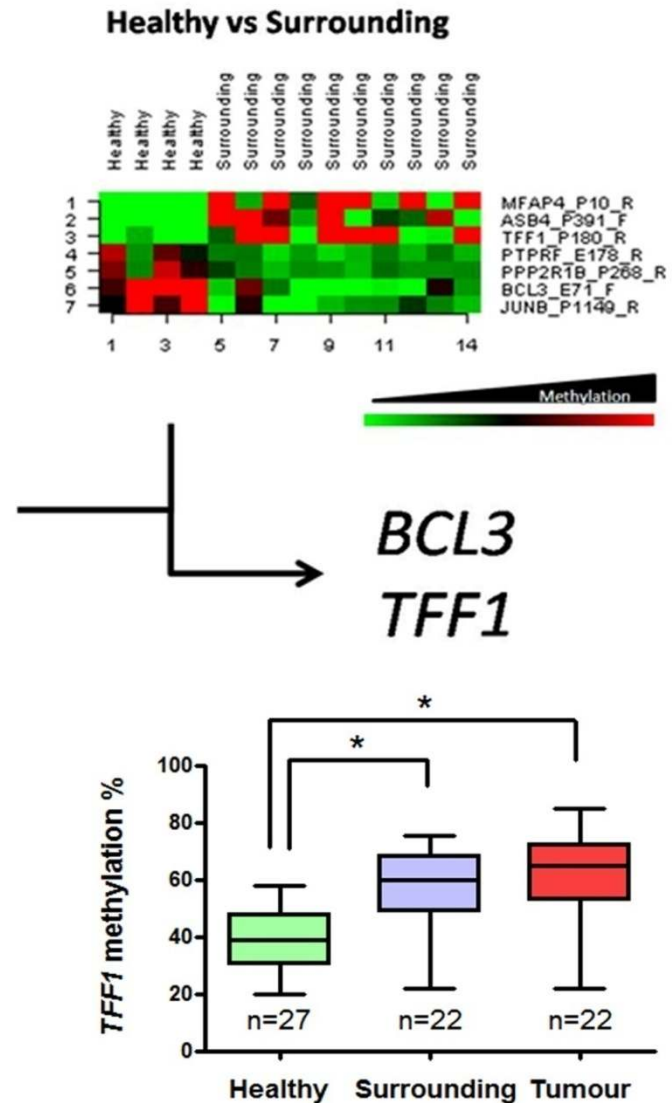 Healthy vs Surrounding
Healthy Healthy Healthy Healthy Surrounding Surrounding Surrounding Surrounding Surrounding Surrounding Surrounding Surrounding Surrounding Surrounding
1 MFAP4_P10_R
2 ASB4_P391_F
3 TFF1_P180_R
4 PTPRF_E178_R
5 PPP2R1B_P268_R
6 BCL3_E71_F
7 JUNB_P1149_R
1 3 5 7 9 11 14
Methylation
BCL3
TFF1
*
*
TFF1 methylation %
100
80
60
40
20
0
n=27 n=22 n=22
Healthy Surrounding Tumour